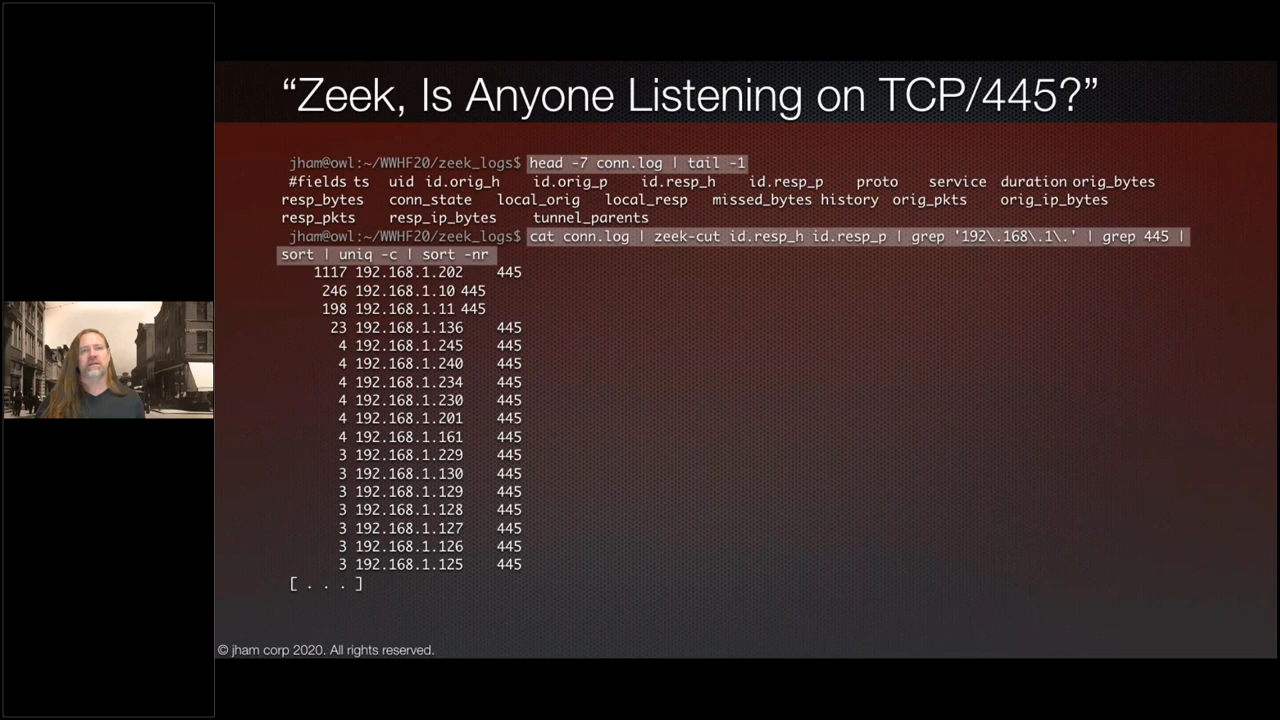 “Zeek, Is Anyone Listening on TCP/445?”
jham@owl:~/WWHF20/zeek_logs$ head -7 conn.log | tail -1
#fields ts uid id.orig_h id.orig_p id.resp_h id.resp_p proto service duration orig_bytes
resp_bytes conn_state local_orig local_resp missed_bytes history orig_pkts orig_ip_bytes
resp_pkts resp_ip_bytes tunnel_parents
jham@owl:~/WWHF20/zeek_logs$ cat conn.log | zeek-cut id.resp_h id.resp_p | grep '192\.168\.1\.' | grep 445 |
sort | uniq -c | sort -nr
1117 192.168.1.202 445
246 192.168.1.10 445
198 192.168.1.11 445
23 192.168.1.136 445
4 192.168.1.245 445
4 192.168.1.240 445
4 192.168.1.234 445
4 192.168.1.230 445
4 192.168.1.201 445
4 192.168.1.161 445
3 192.168.1.229 445
3 192.168.1.130 445
3 192.168.1.129 445
3 192.168.1.128 445
3 192.168.1.127 445
3 192.168.1.126 445
3 192.168.1.125 445
[ . . . ]
© jham corp 2020. All rights reserved.